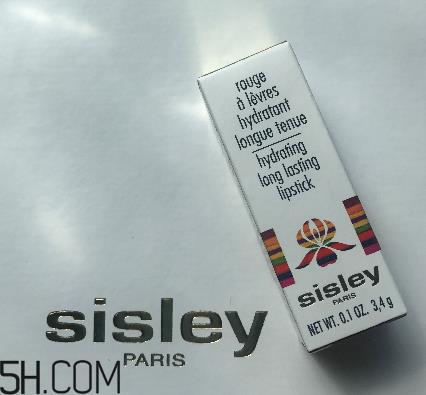 rouge
à lèvres
hydratant
longue tenue
hydrating
long lasting
lipstick
sisley
PARIS
NET WT. 0.1 OZ. 3,4 g
sisley
PARIS
5H.COM